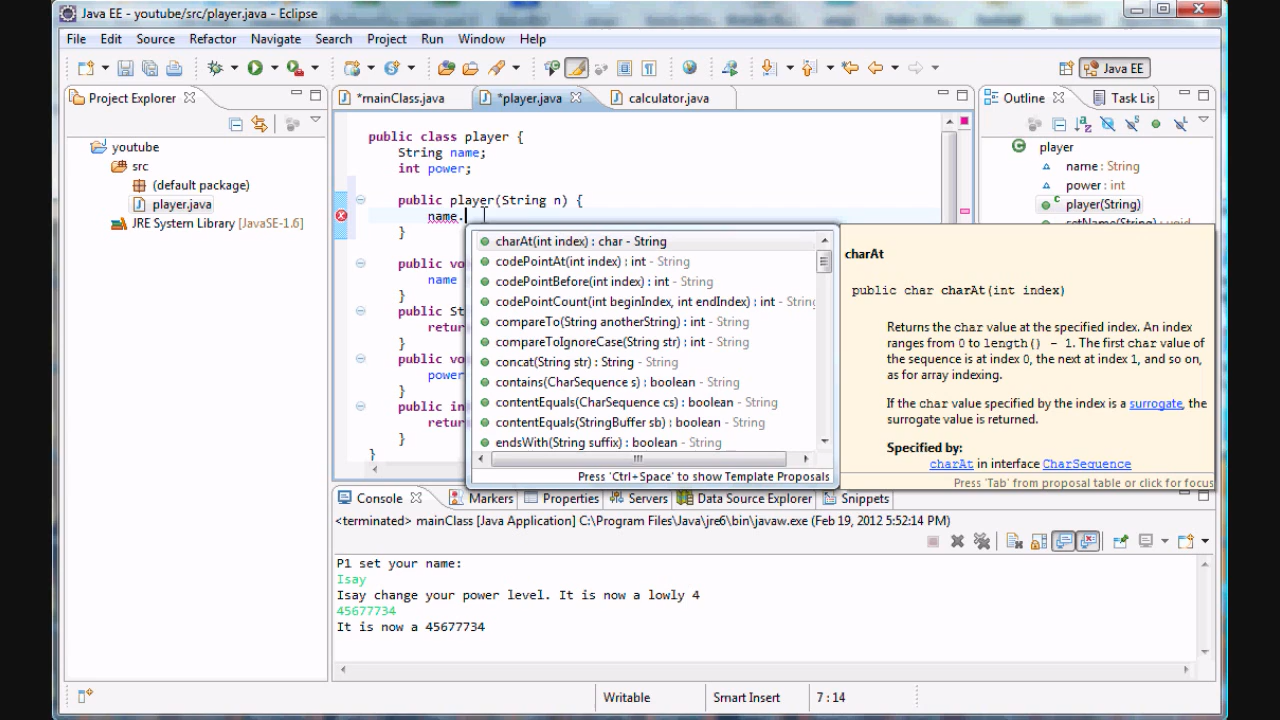 Java EE - youtube/src/player.java - Eclipse
File Edit Source Refactor Navigate Search Project Run Window Help
Java EE
Project Explorer
youtube
src
(default package)
player.java
JRE System Library [JavaSE-1.6]
*mainClass.java *player.java calculator.java
public class player {
String name;
int power;
public player(String n) {
name.
}
public vo
name
}
public St
retur
public vo
power
}
public in
retur
}
}
charAt(int index) : char - String
codePointAt(int index) : int - String
codePointBefore(int index) : int - String
codePointCount(int beginIndex, int endIndex) : int - String
compareTo(String anotherString) : int - String
compareToIgnoreCase(String str) : int - String
concat(String str) : String - String
contains(CharSequence s) : boolean - String
contentEquals(CharSequence cs) : boolean - String
contentEquals(StringBuffer sb) : boolean - String
endsWith(String suffix) : boolean - String
Press 'Ctrl+Space' to show Template Proposals
Outline Task Lis
player
name : String
power : int
player(String)
setName(String) : void
charAt
public char charAt(int index)
Returns the char value at the specified index. An index
ranges from 0 to length() - 1. The first char value of
the sequence is at index 0, the next at index 1, and so on,
as for array indexing.
If the char value specified by the index is a surrogate, the
surrogate value is returned.
Specified by:
charAt in interface CharSequence
Press 'Tab' from proposal table or click for focus
Console Markers Properties Servers Data Source Explorer Snippets
<terminated> mainClass [Java Application] C:\Program Files\Java\jre6\bin\javaw.exe (Feb 19, 2012 5:52:14 PM)
P1 set your name:
Isay
Isay change your power level. It is now a lowly 4
45677734
It is now a 45677734
Writable Smart Insert 7 : 14